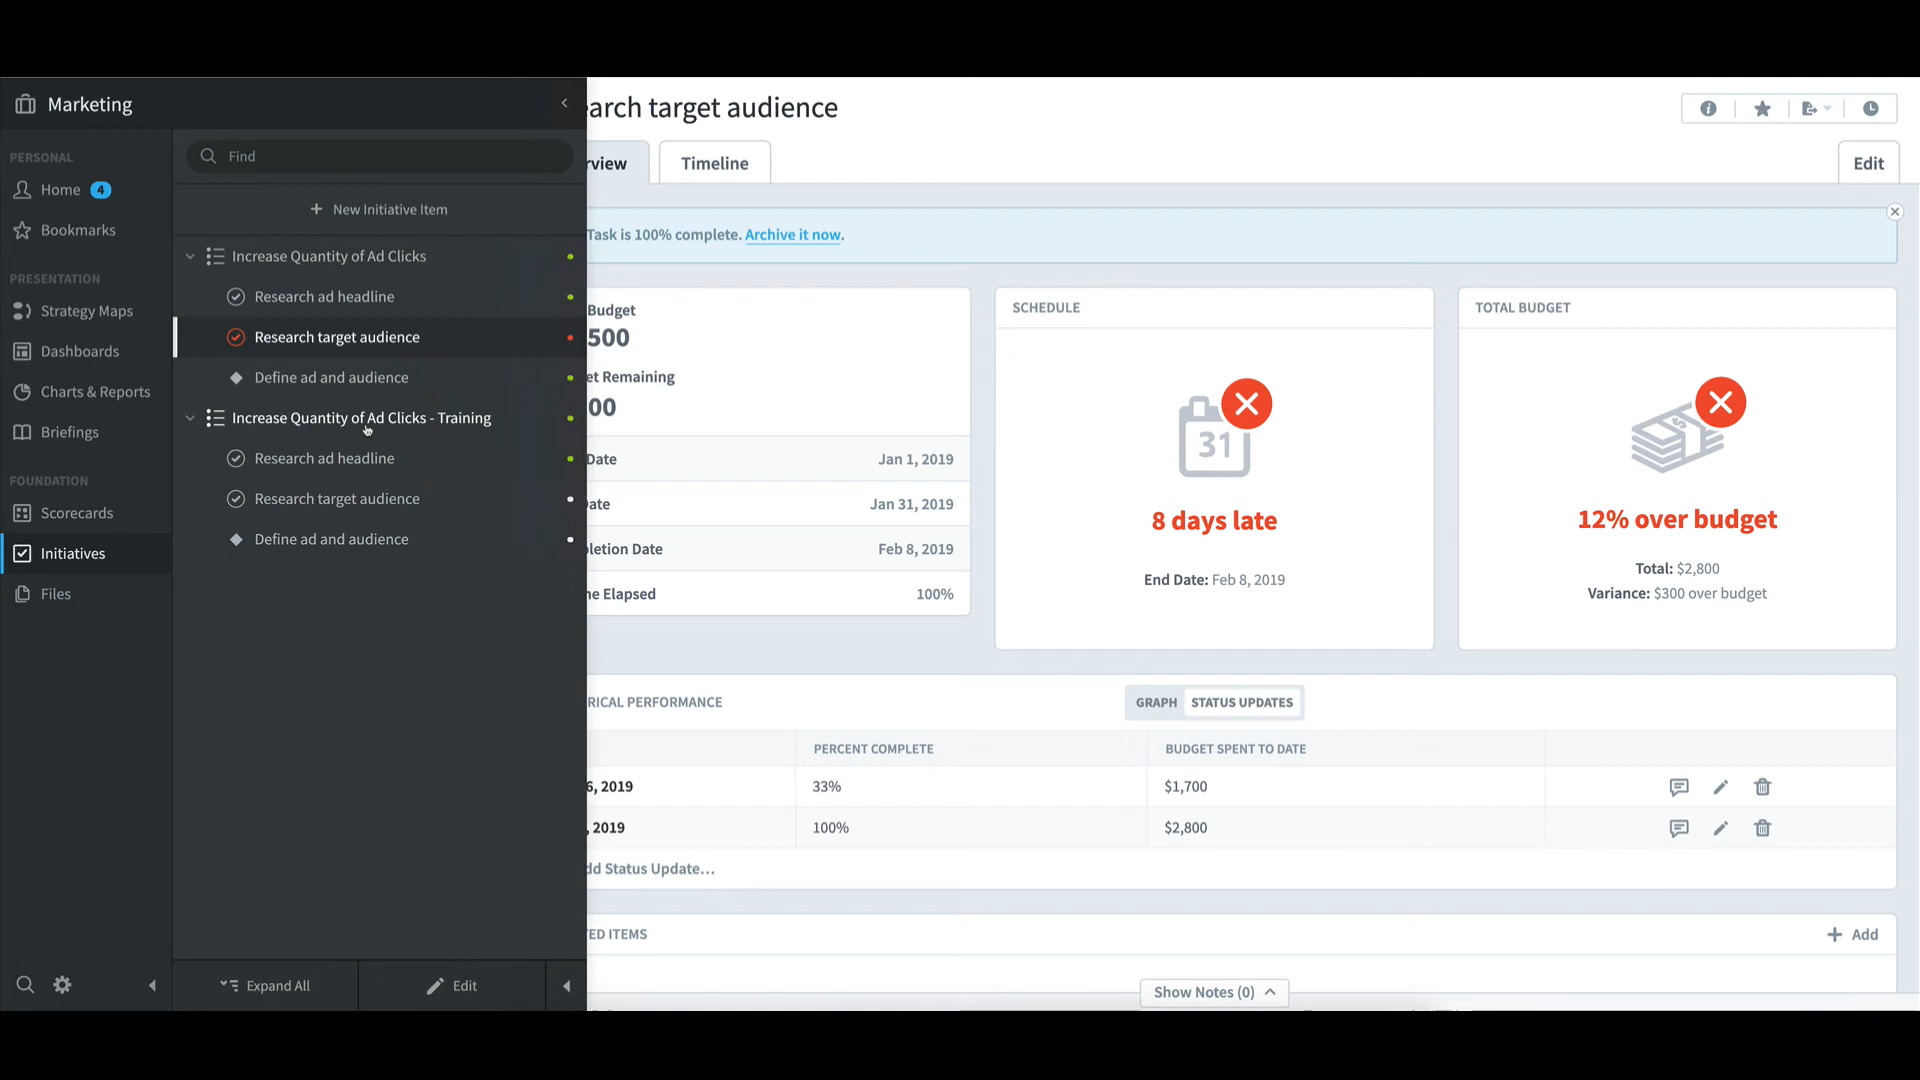 Marketing
PERSONAL
Home 4
Bookmarks
PRESENTATION
Strategy Maps
Dashboards
Charts & Reports
Briefings
FOUNDATION
Scorecards
Initiatives
Files
Find
+ New Initiative Item
Increase Quantity of Ad Clicks
Research ad headline
Research target audience
Define ad and audience
Increase Quantity of Ad Clicks - Training
Research ad headline
Research target audience
Define ad and audience
Expand All
Edit
arch target audience
rview
Timeline
Edit
Task is 100% complete. Archive it now.
Budget
500
et Remaining
00
Date Jan 1, 2019
ate Jan 31, 2019
letion Date Feb 8, 2019
ne Elapsed 100%
SCHEDULE
31
8 days late
End Date: Feb 8, 2019
TOTAL BUDGET
$
12% over budget
Total: $2,800
Variance: $300 over budget
RICAL PERFORMANCE
GRAPH STATUS UPDATES
PERCENT COMPLETE BUDGET SPENT TO DATE
6, 2019 33% $1,700
, 2019 100% $2,800
dd Status Update...
TED ITEMS
+ Add
Show Notes (0)